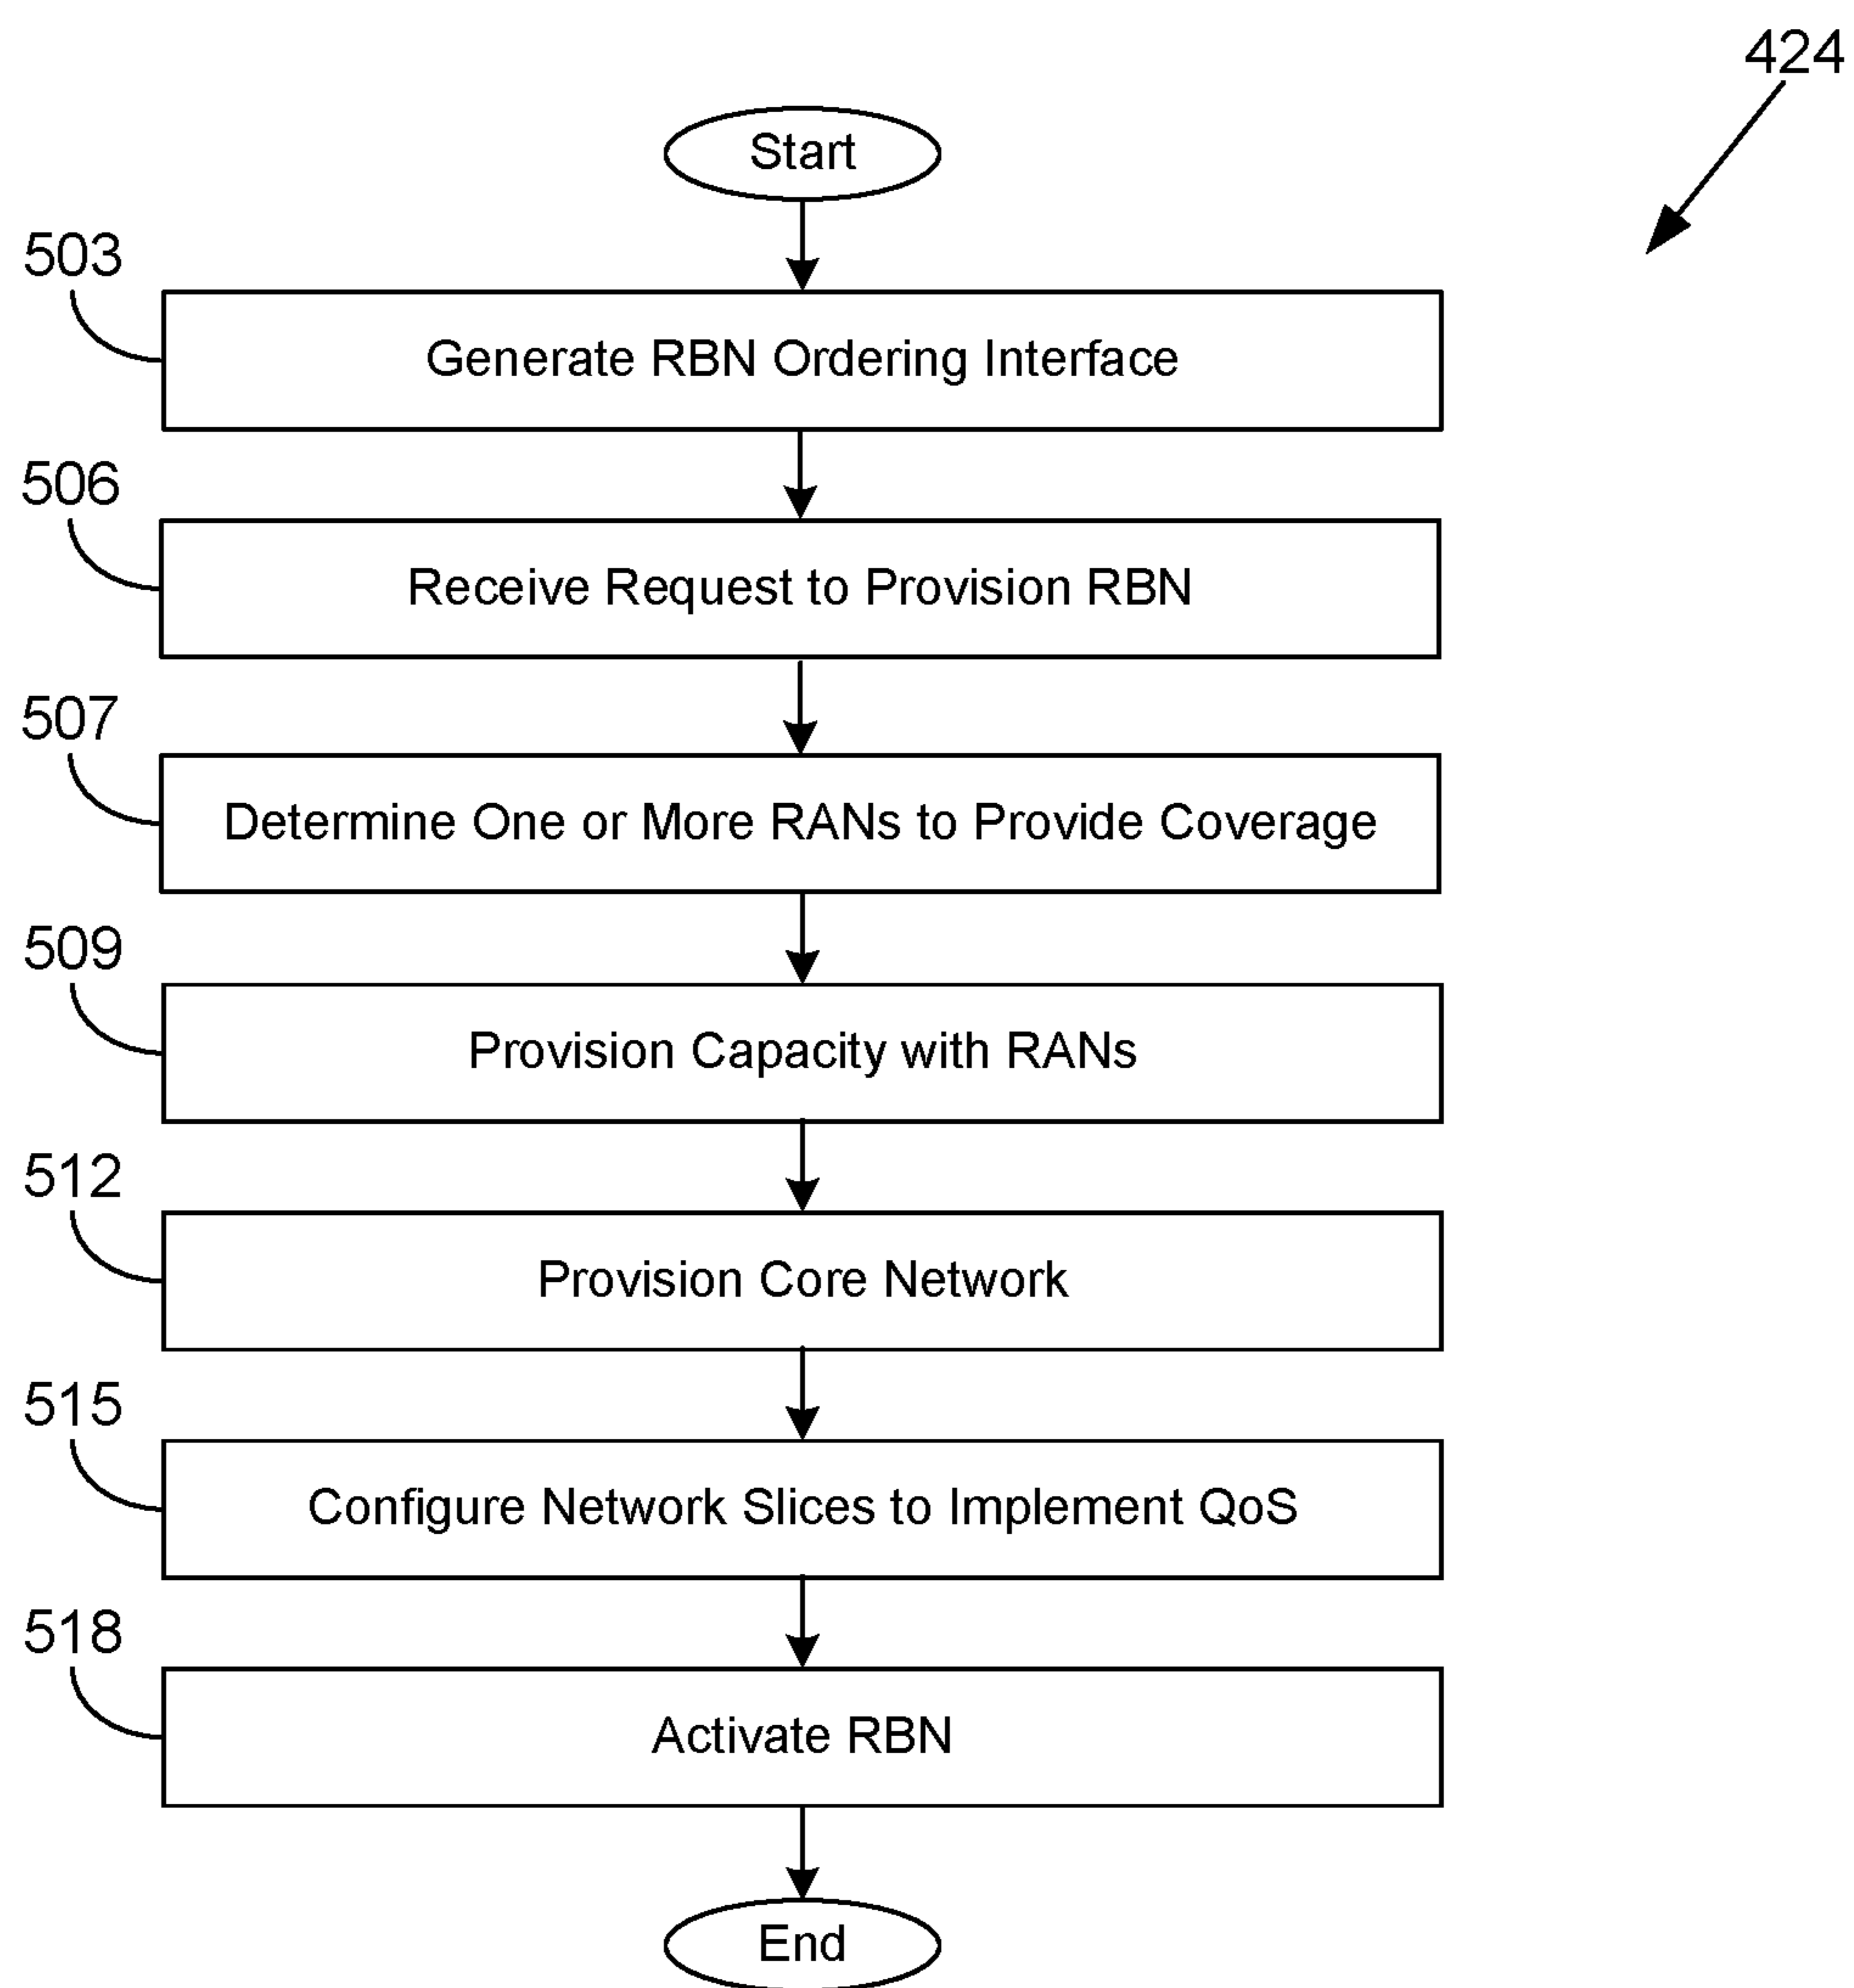 424
Start
503
Generate RBN Ordering Interface
506
Receive Request to Provision RBN
507
Determine One or More RANs to Provide Coverage
509
Provision Capacity with RANs
512
Provision Core Network
515
Configure Network Slices to Implement QoS
518
Activate RBN
End